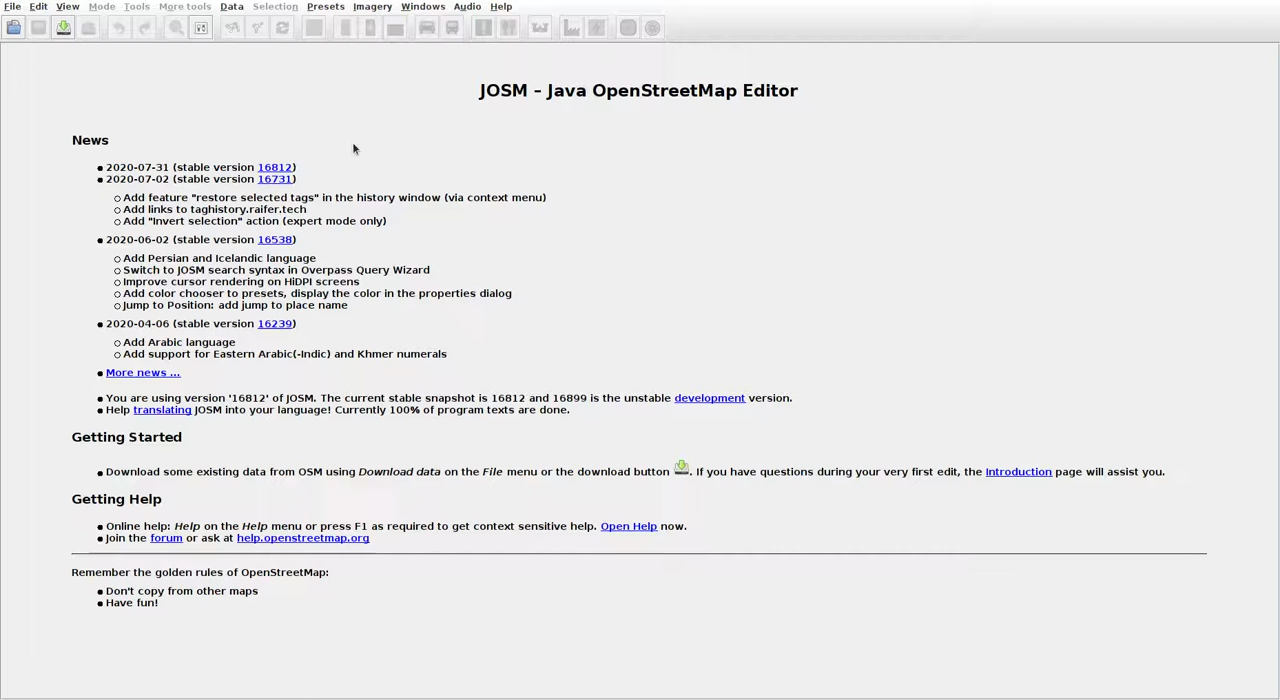 File Edit View Mode Tools More tools Data Selection Presets Imagery Windows Audio Help
JOSM – Java OpenStreetMap Editor
News
2020-07-31 (stable version 16812)
2020-07-02 (stable version 16731)
Add feature "restore selected tags" in the history window (via context menu)
Add links to taghistory.raifer.tech
Add "Invert selection" action (expert mode only)
2020-06-02 (stable version 16538)
Add Persian and Icelandic language
Switch to JOSM search syntax in Overpass Query Wizard
Improve cursor rendering on HiDPI screens
Add color chooser to presets, display the color in the properties dialog
Jump to Position: add jump to place name
2020-04-06 (stable version 16239)
Add Arabic language
Add support for Eastern Arabic(-Indic) and Khmer numerals
More news ...
You are using version '16812' of JOSM. The current stable snapshot is 16812 and 16899 is the unstable development version.
Help translating JOSM into your language! Currently 100% of program texts are done.
Getting Started
Download some existing data from OSM using Download data on the File menu or the download button . If you have questions during your very first edit, the Introduction page will assist you.
Getting Help
Online help: Help on the Help menu or press F1 as required to get context sensitive help. Open Help now.
Join the forum or ask at help.openstreetmap.org
Remember the golden rules of OpenStreetMap:
Don't copy from other maps
Have fun!